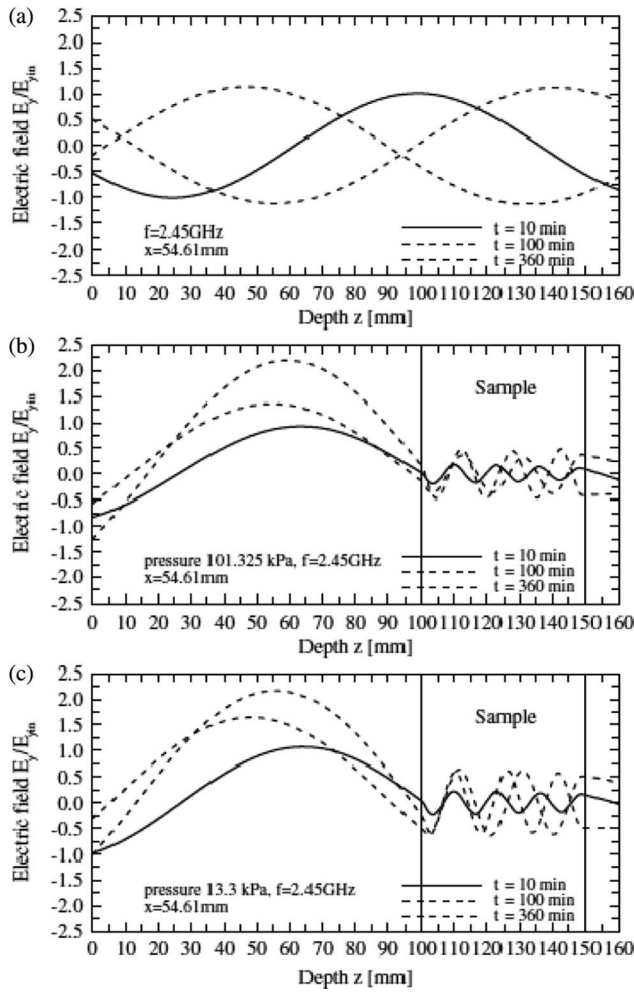 (a)
2.5
2.0
1.5
1.0
0.5
0.0
-0.5
-1.0
-1.5
-2.0
-2.5
Electric field E_y/E_yin
f=2.45GHz
x=54.61mm
t = 10 min
t = 100 min
t = 360 min
0 10 20 30 40 50 60 70 80 90 100 110 120 130 140 150 160
Depth z [mm]
(b)
2.5
2.0
1.5
1.0
0.5
0.0
-0.5
-1.0
-1.5
-2.0
-2.5
Electric field E_y/E_yin
Sample
pressure 101.325 kPa, f=2.45GHz
x=54.61mm
t = 10 min
t = 100 min
t = 360 min
0 10 20 30 40 50 60 70 80 90 100 110 120 130 140 150 160
Depth z [mm]
(c)
2.5
2.0
1.5
1.0
0.5
0.0
-0.5
-1.0
-1.5
-2.0
-2.5
Electric field E_y/E_yin
Sample
pressure 13.3 kPa, f=2.45GHz
x=54.61mm
t = 10 min
t = 100 min
t = 360 min
0 10 20 30 40 50 60 70 80 90 100 110 120 130 140 150 160
Depth z [mm]